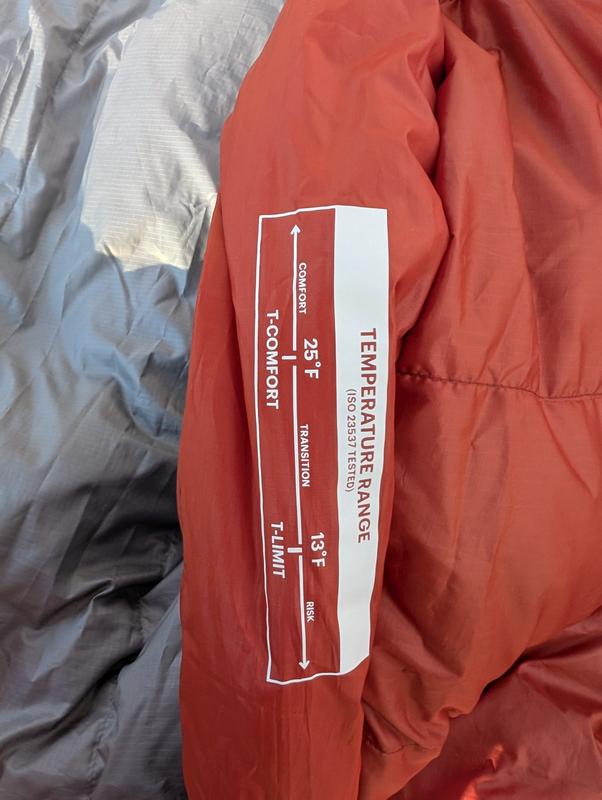 TEMPERATURE RANGE
(ISO 23537 TESTED)
COMFORT
25°F
TRANSITION
13°F
RISK
T-COMFORT
T-LIMIT